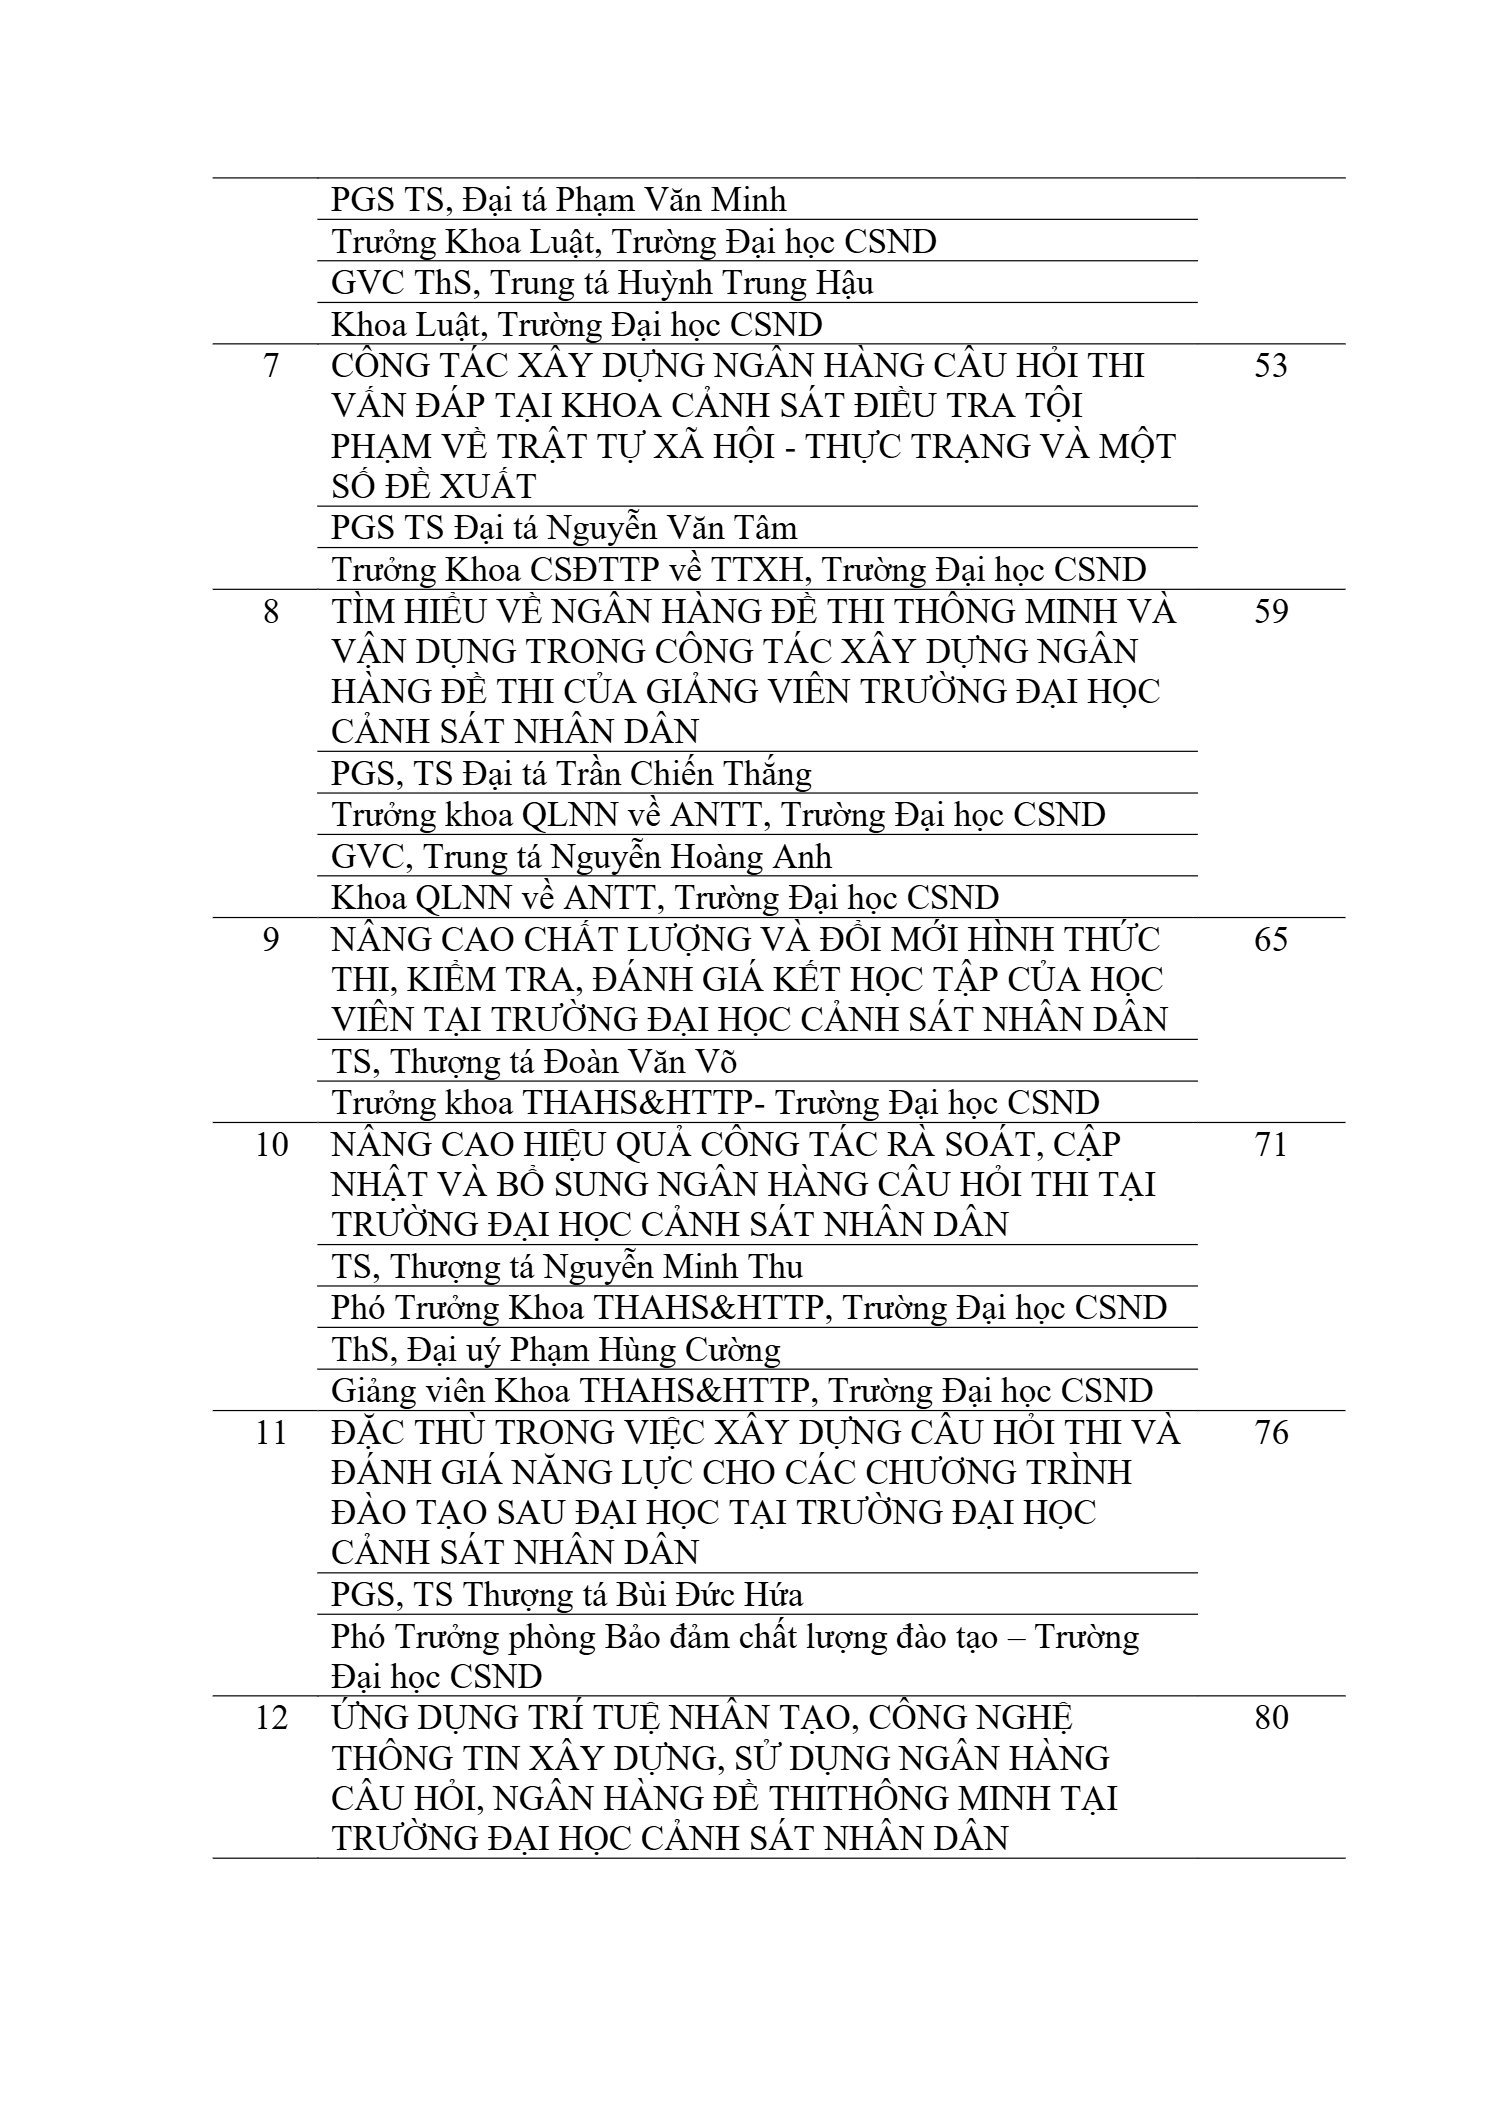 PGS TS, Đại tá Phạm Văn Minh
Trưởng Khoa Luật, Trường Đại học CSND
GVC ThS, Trung tá Huỳnh Trung Hậu
Khoa Luật, Trường Đại học CSND
7 CÔNG TÁC XÂY DỰNG NGÂN HÀNG CÂU HỎI THI 53
VẤN ĐÁP TẠI KHOA CẢNH SÁT ĐIỀU TRA TỘI
PHẠM VỀ TRẬT TỰ XÃ HỘI - THỰC TRẠNG VÀ MỘT
SỐ ĐỀ XUẤT
PGS TS Đại tá Nguyễn Văn Tâm
Trưởng Khoa CSĐTTP về TTXH, Trường Đại học CSND
8 TÌM HIỂU VỀ NGÂN HÀNG ĐỀ THI THÔNG MINH VÀ 59
VẬN DỤNG TRONG CÔNG TÁC XÂY DỰNG NGÂN
HÀNG ĐỀ THI CỦA GIẢNG VIÊN TRƯỜNG ĐẠI HỌC
CẢNH SÁT NHÂN DÂN
PGS, TS Đại tá Trần Chiến Thắng
Trưởng khoa QLNN về ANTT, Trường Đại học CSND
GVC, Trung tá Nguyễn Hoàng Anh
Khoa QLNN về ANTT, Trường Đại học CSND
9 NÂNG CAO CHẤT LƯỢNG VÀ ĐỔI MỚI HÌNH THỨC 65
THI, KIỂM TRA, ĐÁNH GIÁ KẾT HỌC TẬP CỦA HỌC
VIÊN TẠI TRƯỜNG ĐẠI HỌC CẢNH SÁT NHÂN DÂN
TS, Thượng tá Đoàn Văn Võ
Trưởng khoa THAHS&HTTP- Trường Đại học CSND
10 NÂNG CAO HIỆU QUẢ CÔNG TÁC RÀ SOÁT, CẬP 71
NHẬT VÀ BỔ SUNG NGÂN HÀNG CÂU HỎI THI TẠI
TRƯỜNG ĐẠI HỌC CẢNH SÁT NHÂN DÂN
TS, Thượng tá Nguyễn Minh Thu
Phó Trưởng Khoa THAHS&HTTP, Trường Đại học CSND
ThS, Đại uý Phạm Hùng Cường
Giảng viên Khoa THAHS&HTTP, Trường Đại học CSND
11 ĐẶC THÙ TRONG VIỆC XÂY DỰNG CÂU HỎI THI VÀ 76
ĐÁNH GIÁ NĂNG LỰC CHO CÁC CHƯƠNG TRÌNH
ĐÀO TẠO SAU ĐẠI HỌC TẠI TRƯỜNG ĐẠI HỌC
CẢNH SÁT NHÂN DÂN
PGS, TS Thượng tá Bùi Đức Hứa
Phó Trưởng phòng Bảo đảm chất lượng đào tạo – Trường
Đại học CSND
12 ỨNG DỤNG TRÍ TUỆ NHÂN TẠO, CÔNG NGHỆ 80
THÔNG TIN XÂY DỰNG, SỬ DỤNG NGÂN HÀNG
CÂU HỎI, NGÂN HÀNG ĐỀ THITHÔNG MINH TẠI
TRƯỜNG ĐẠI HỌC CẢNH SÁT NHÂN DÂN